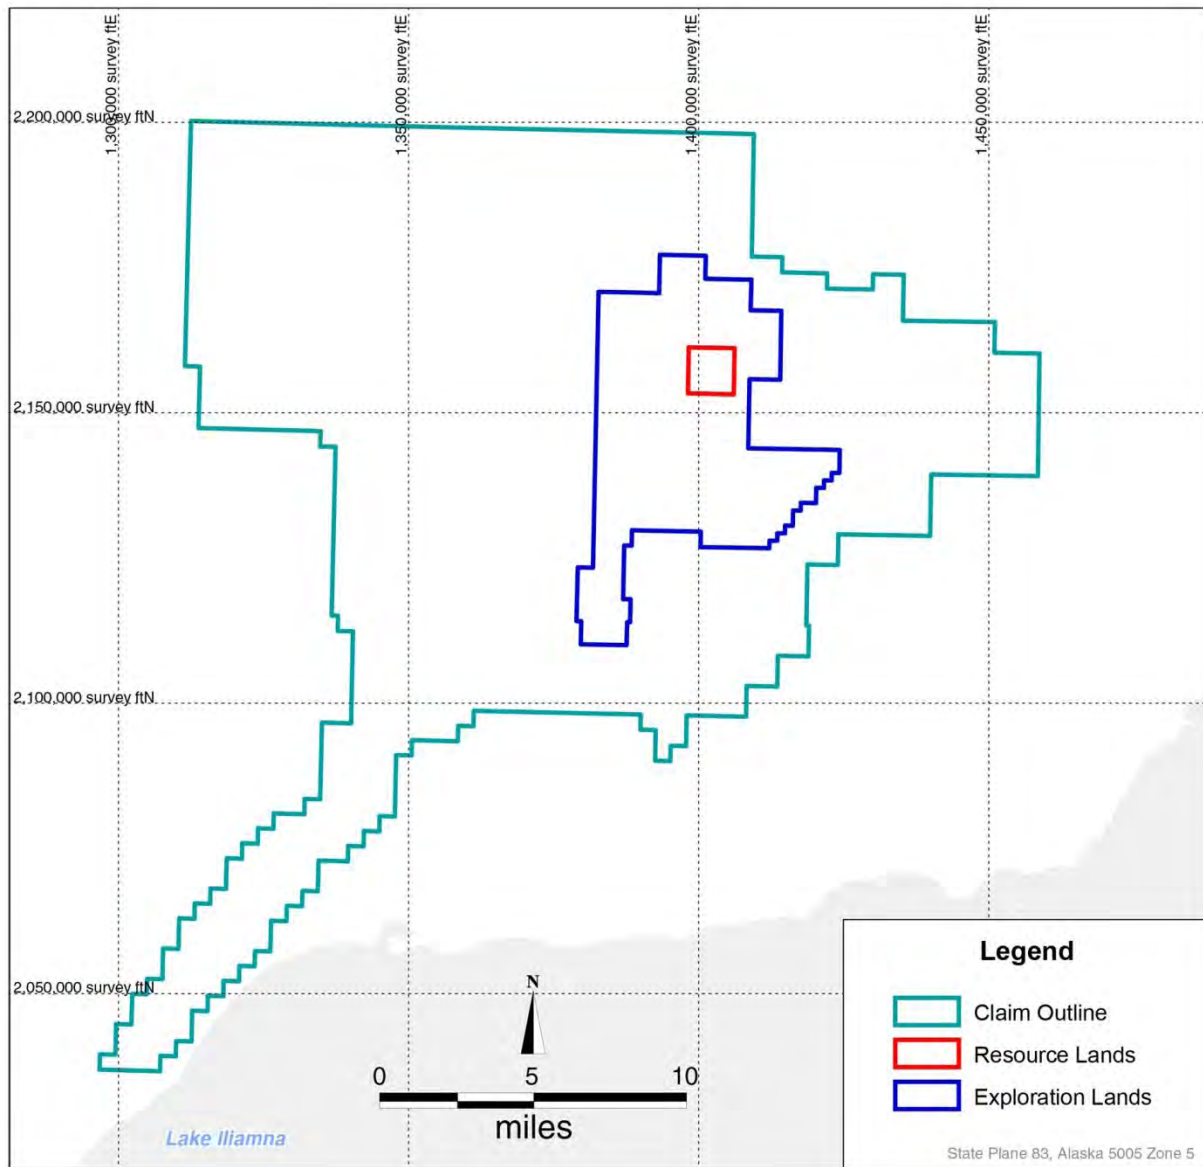 1,300,000 survey ftE
1,350,000 survey ftE
1,400,000 survey ftE
1,450,000 survey ftE
2,200,000 survey ftN
2,150,000 survey ftN
2,100,000 survey ftN
2,050,000 survey ftN
N
0 5 10
miles
Lake Iliamna
Legend
Claim Outline
Resource Lands
Exploration Lands
State Plane 83, Alaska 5005 Zone 5